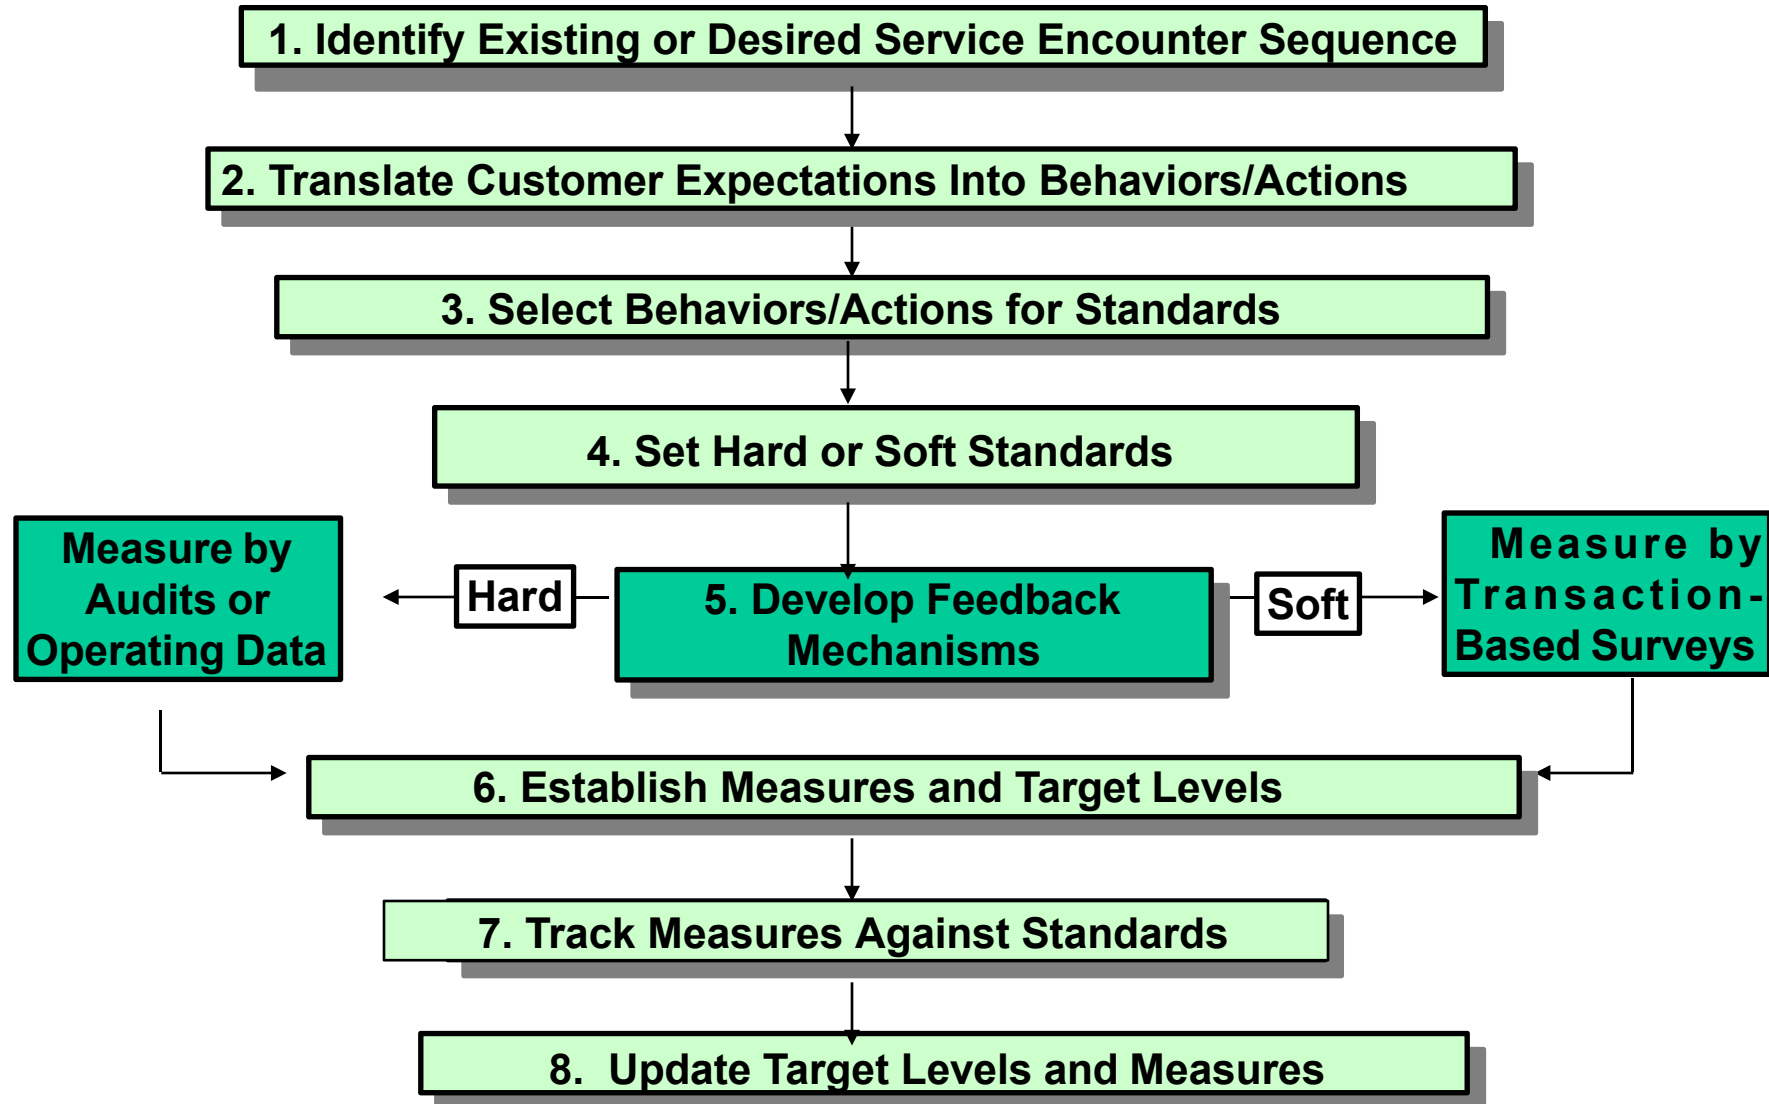 1. Identify Existing or Desired Service Encounter Sequence
2. Translate Customer Expectations Into Behaviors/Actions
3. Select Behaviors/Actions for Standards
4. Set Hard or Soft Standards
Measure by
Audits or
Operating Data
Hard
5. Develop Feedback
Mechanisms
Soft
Measure by
Transaction-
Based Surveys
6. Establish Measures and Target Levels
7. Track Measures Against Standards
8. Update Target Levels and Measures